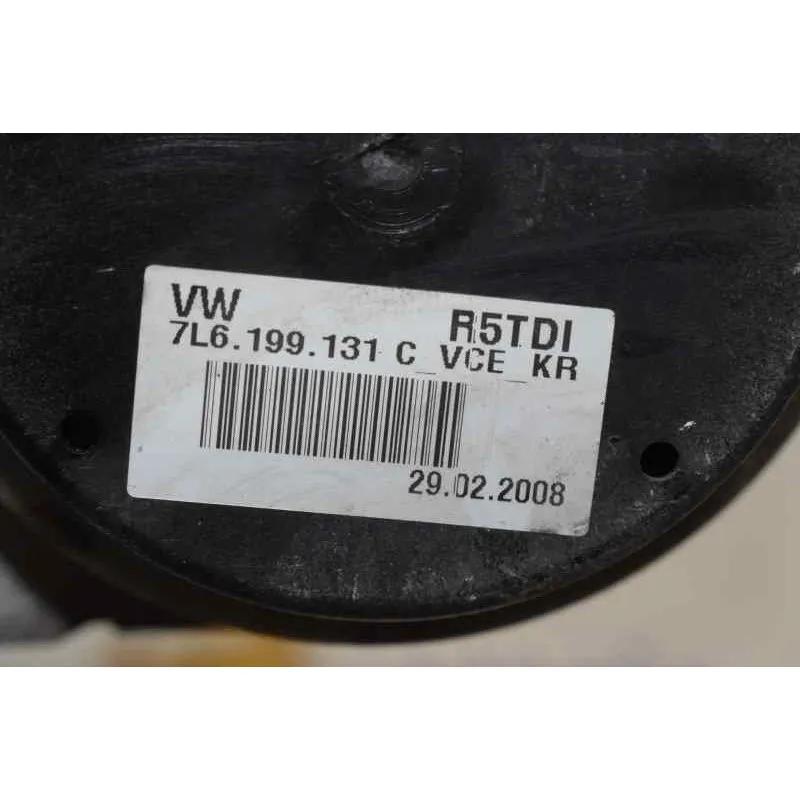 VW R5TDI
7L6.199.131 C_VCE_KR
29.02.2008